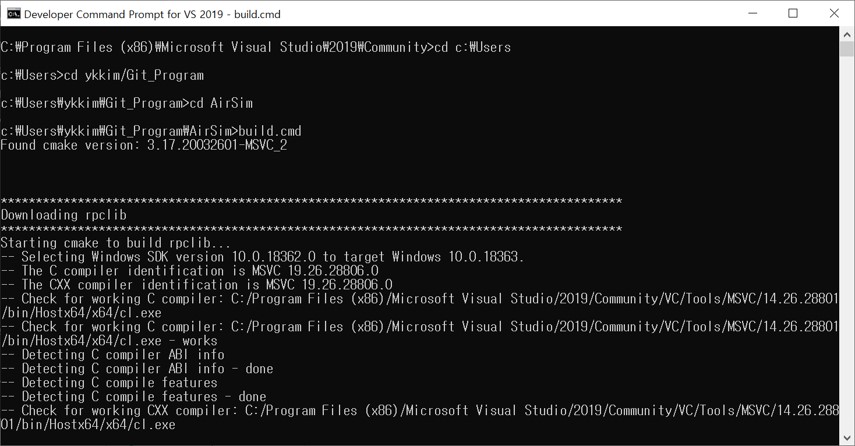 Developer Command Prompt for VS 2019 - build.cmd
C:₩Program Files (x86)₩Microsoft Visual Studio₩2019₩Community>cd c:₩Users
c:₩Users>cd ykkim/Git_Program
c:₩Users₩ykkim₩Git_Program>cd AirSim
c:₩Users₩ykkim₩Git_Program₩AirSim>build.cmd
Found cmake version: 3.17.20032601-MSVC_2
*****************************************************************************************
Downloading rpclib
*****************************************************************************************
Starting cmake to build rpclib...
-- Selecting Windows SDK version 10.0.18362.0 to target Windows 10.0.18363.
-- The C compiler identification is MSVC 19.26.28806.0
-- The CXX compiler identification is MSVC 19.26.28806.0
-- Check for working C compiler: C:/Program Files (x86)/Microsoft Visual Studio/2019/Community/VC/Tools/MSVC/14.26.28801
/bin/Hostx64/x64/cl.exe
-- Check for working C compiler: C:/Program Files (x86)/Microsoft Visual Studio/2019/Community/VC/Tools/MSVC/14.26.28801
/bin/Hostx64/x64/cl.exe - works
-- Detecting C compiler ABI info
-- Detecting C compiler ABI info - done
-- Detecting C compile features
-- Detecting C compile features - done
-- Check for working CXX compiler: C:/Program Files (x86)/Microsoft Visual Studio/2019/Community/VC/Tools/MSVC/14.26.288
01/bin/Hostx64/x64/cl.exe